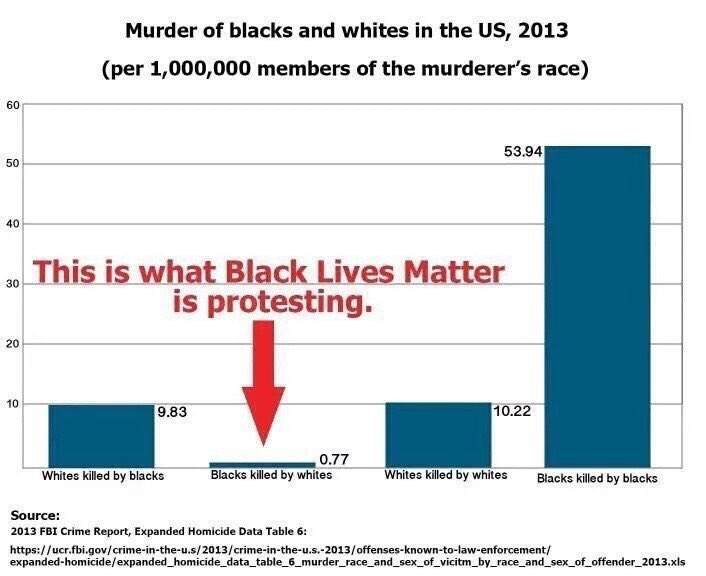 Murder of blacks and whites in the US, 2013
(per 1,000,000 members of the murderer's race)
60
50
40
30
20
10
53.94
This is what Black Lives Matter
is protesting.
9.83
0.77
10.22
Whites killed by blacks
Blacks killed by whites
Whites killed by whites
Blacks killed by blacks
Source:
2013 FBI Crime Report, Expanded Homicide Data Table 6:
https://ucr.fbi.gov/crime-in-the-u.s/2013/crime-in-the-u.s.-2013/offenses-known-to-law-enforcement/
expanded-homicide/expanded_homicide_data_table_6_murder_race_and_sex_of_vicitm_by_race_and_sex_of_offender_2013.xls